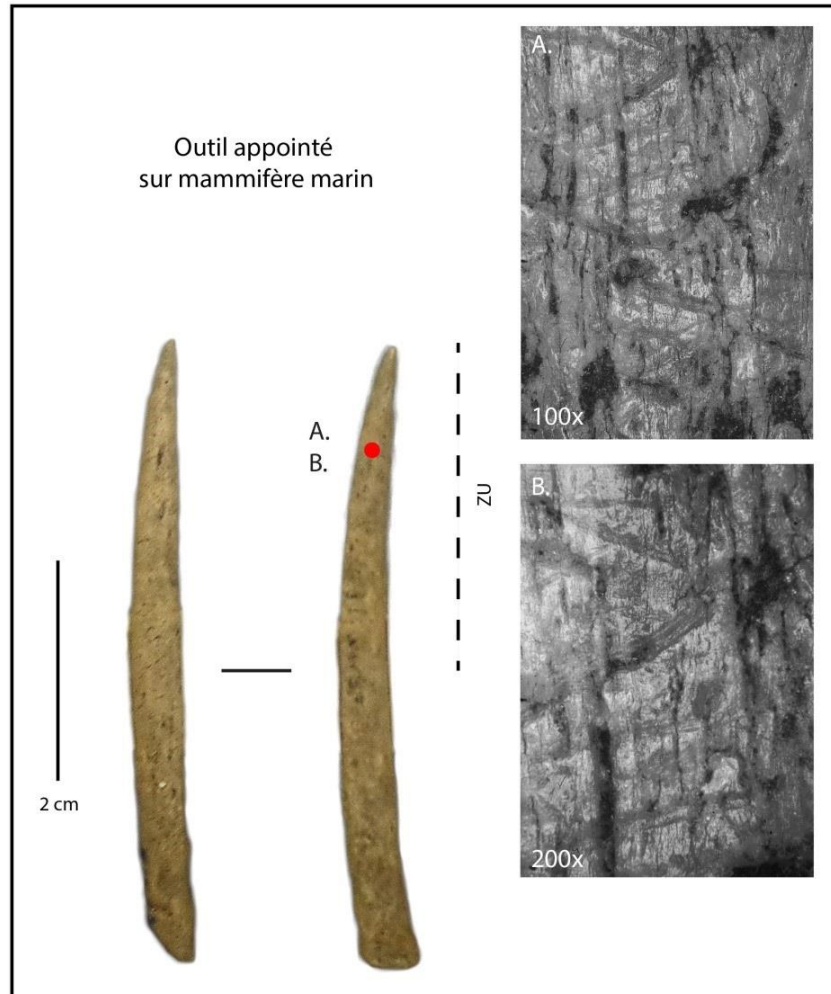 Outil appointé
sur mammifère marin
A.
B.
ZU
2 cm
A.
100x
B.
200x